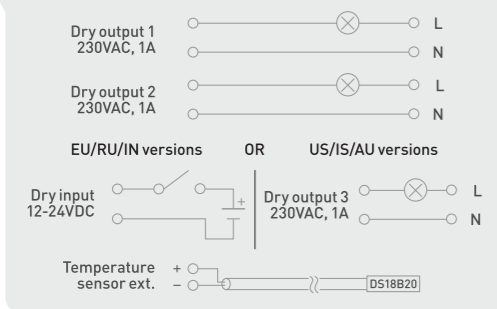 Dry output 1
230VAC, 1A
L
N
Dry output 2
230VAC, 1A
L
N
EU/RU/IN versions OR US/IS/AU versions
Dry input
12-24VDC
+
Dry output 3
230VAC, 1A
L
N
Temperature
sensor ext.
+
–
DS18B20